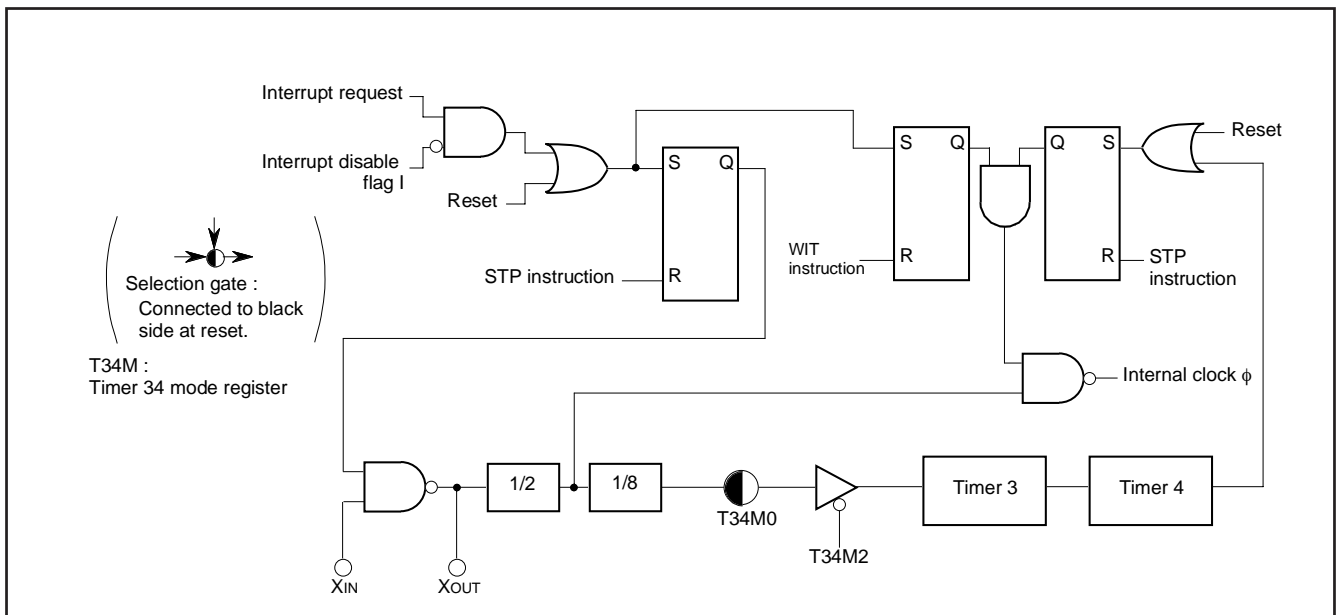 Interrupt request
Interrupt disable
flag I
Reset
S
Q
R
STP instruction
S
Q
R
WIT
instruction
Q
S
R
Reset
STP
instruction
Selection gate :
Connected to black
side at reset.
T34M :
Timer 34 mode register
Internal clock ϕ
1/2
1/8
T34M0
T34M2
Timer 3
Timer 4
XIN
XOUT